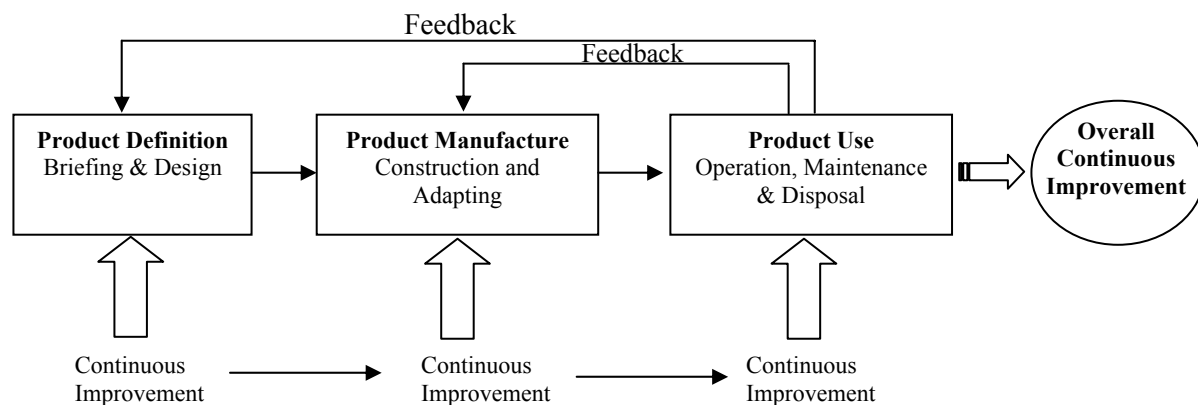 Feedback
Feedback
Product Definition
Briefing & Design
Product Manufacture
Construction and
Adapting
Product Use
Operation, Maintenance
& Disposal
Overall
Continuous
Improvement
Continuous
Improvement
Continuous
Improvement
Continuous
Improvement